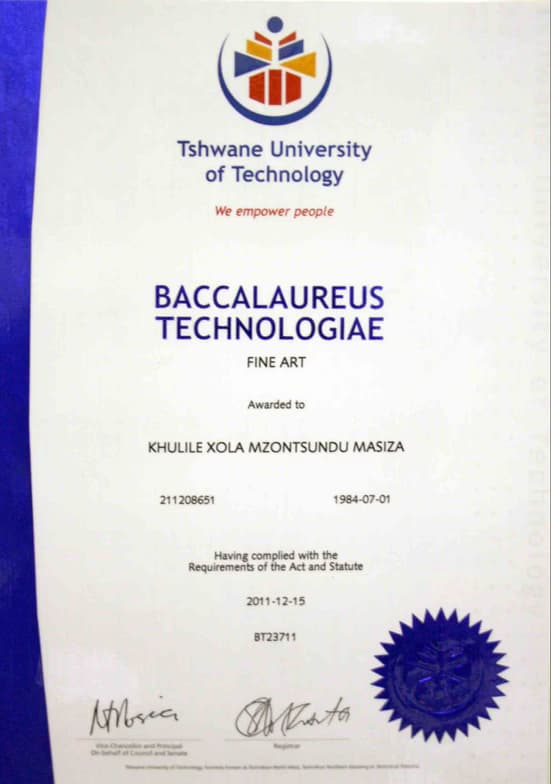 Tshwane University
of Technology
We empower people
BACCALAUREUS
TECHNOLOGIAE
FINE ART
Awarded to
KHULILE XOLA MZONTSUNDU MASIZA
211208651 1984-07-01
Having complied with the
Requirements of the Act and Statute
2011-12-15
BT23711
Vice-Chancellor and Principal Registrar
On behalf of Council and Senate